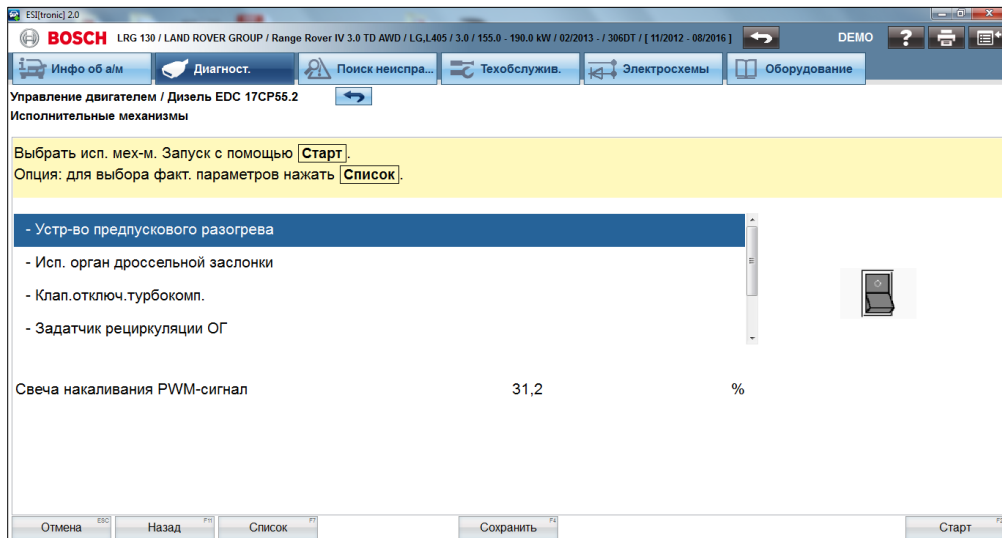 ESI[tronic] 2.0
BOSCH LRG 130 / LAND ROVER GROUP / Range Rover IV 3.0 TD AWD / LG,L405 / 3.0 / 155.0 - 190.0 kW / 02/2013 - / 306DT / [ 11/2012 - 08/2016 ] DEMO ?
Инфо об а/м Диагност. Поиск неиспра... Техобслужив. Электросхемы Оборудование
Управление двигателем / Дизель EDC 17CP55.2
Исполнительные механизмы
Выбрать исп. мех-м. Запуск с помощью Старт.
Опция: для выбора факт. параметров нажать Список.
- Устр-во предпускового разогрева
- Исп. орган дроссельной заслонки
- Клап.отключ.турбокомп.
- Задатчик рециркуляции ОГ
Свеча накаливания PWM-сигнал 31,2 %
Отмена ESC Назад F11 Список F7 Сохранить F4 Старт